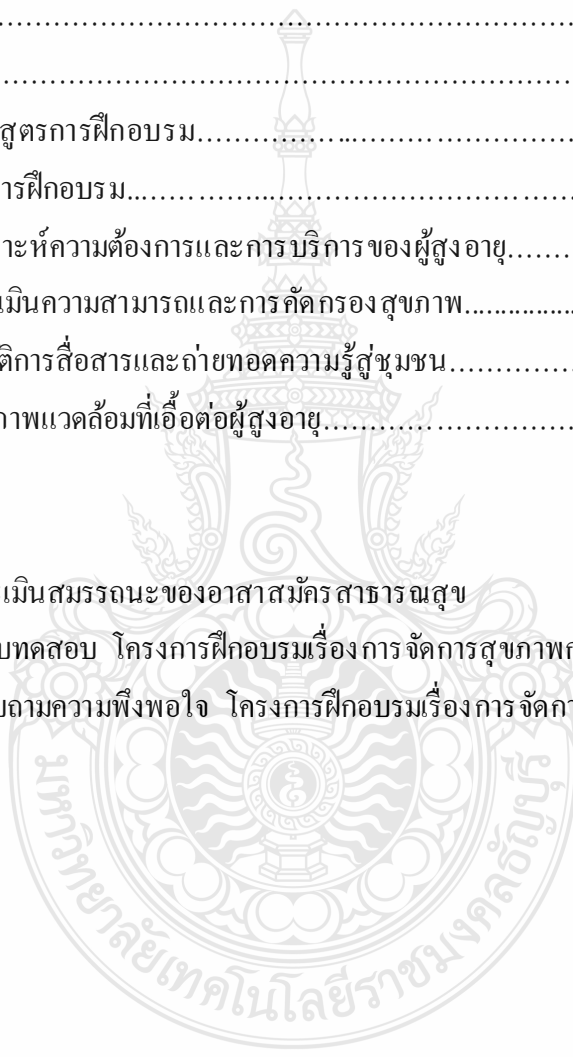 ……………………………………………………………
……………………………………………………………
สูตรการฝึกอบรม……………...……………………
การฝึกอบรม...…………...……………………………
าะห์ความต้องการและการบริการของผู้สูงอายุ………
เมินความสามารถและการคัดกรองสุขภาพ..................
ติการสื่อสารและถ่ายทอดความรู้สู่ชุมชน……………
ภาพแวดล้อมที่เอื้อต่อผู้สูงอายุ………………………
เมินสมรรถนะของอาสาสมัครสาธารณสุข
บทดสอบ โครงการฝึกอบรมเรื่องการจัดการสุขภาพ
บถามความพึงพอใจ โครงการฝึกอบรมเรื่องการจัดกา
มหาวิทยาลัยเทคโนโลยีราชมงคลธัญบุรี